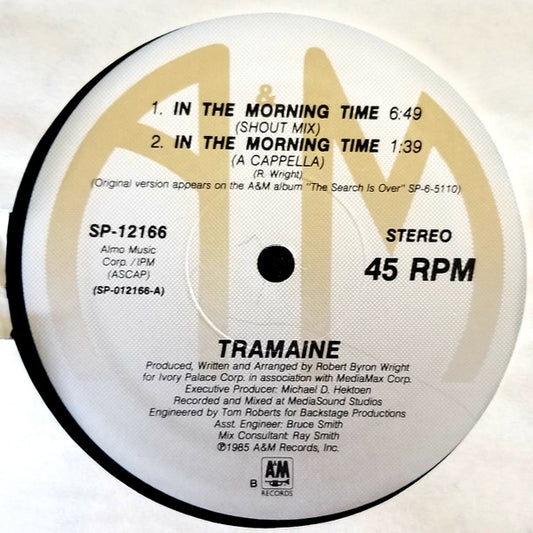 &
1. IN THE MORNING TIME 6:49
(SHOUT MIX)
2. IN THE MORNING TIME 1:39
(A CAPPELLA)
(R. Wright)
(Original version appears on the A&M album "The Search Is Over" SP-6-5110)
A M
SP-12166
Almo Music
Corp./IPM
(ASCAP)
(SP-012166-A)
STEREO
45 RPM
TRAMAINE
Produced, Written and Arranged by Robert Byron Wright
for Ivory Palace Corp. in association with MediaMax Corp.
Executive Producer: Michael D. Hektoen
Recorded and Mixed at MediaSound Studios
Engineered by Tom Roberts for Backstage Productions
Asst. Engineer: Bruce Smith
Mix Consultant: Ray Smith
℗1985 A&M Records, Inc.
B
A&M
RECORDS